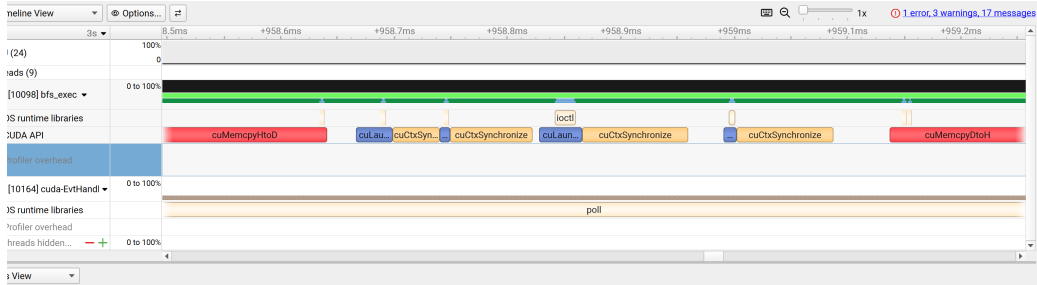 meline View Options... 1x 1 error, 3 warnings, 17 messages
3s 8.5ms +958.6ms +958.7ms +958.8ms +958.9ms +959ms +959.1ms +959.2ms
(24) 100%
0
eads (9)
[10098] bfs_exec 0 to 100%
OS runtime libraries ioctl
CUDA API cuMemcpyHtoD cuLau... cuCtxSyn... ... cuCtxSynchronize cuLaun... cuCtxSynchronize ... cuCtxSynchronize cuMemcpyDtoH
Profiler overhead
[10164] cuda-EvtHandl 0 to 100%
OS runtime libraries poll
Profiler overhead
hreads hidden... 0 to 100%
s View